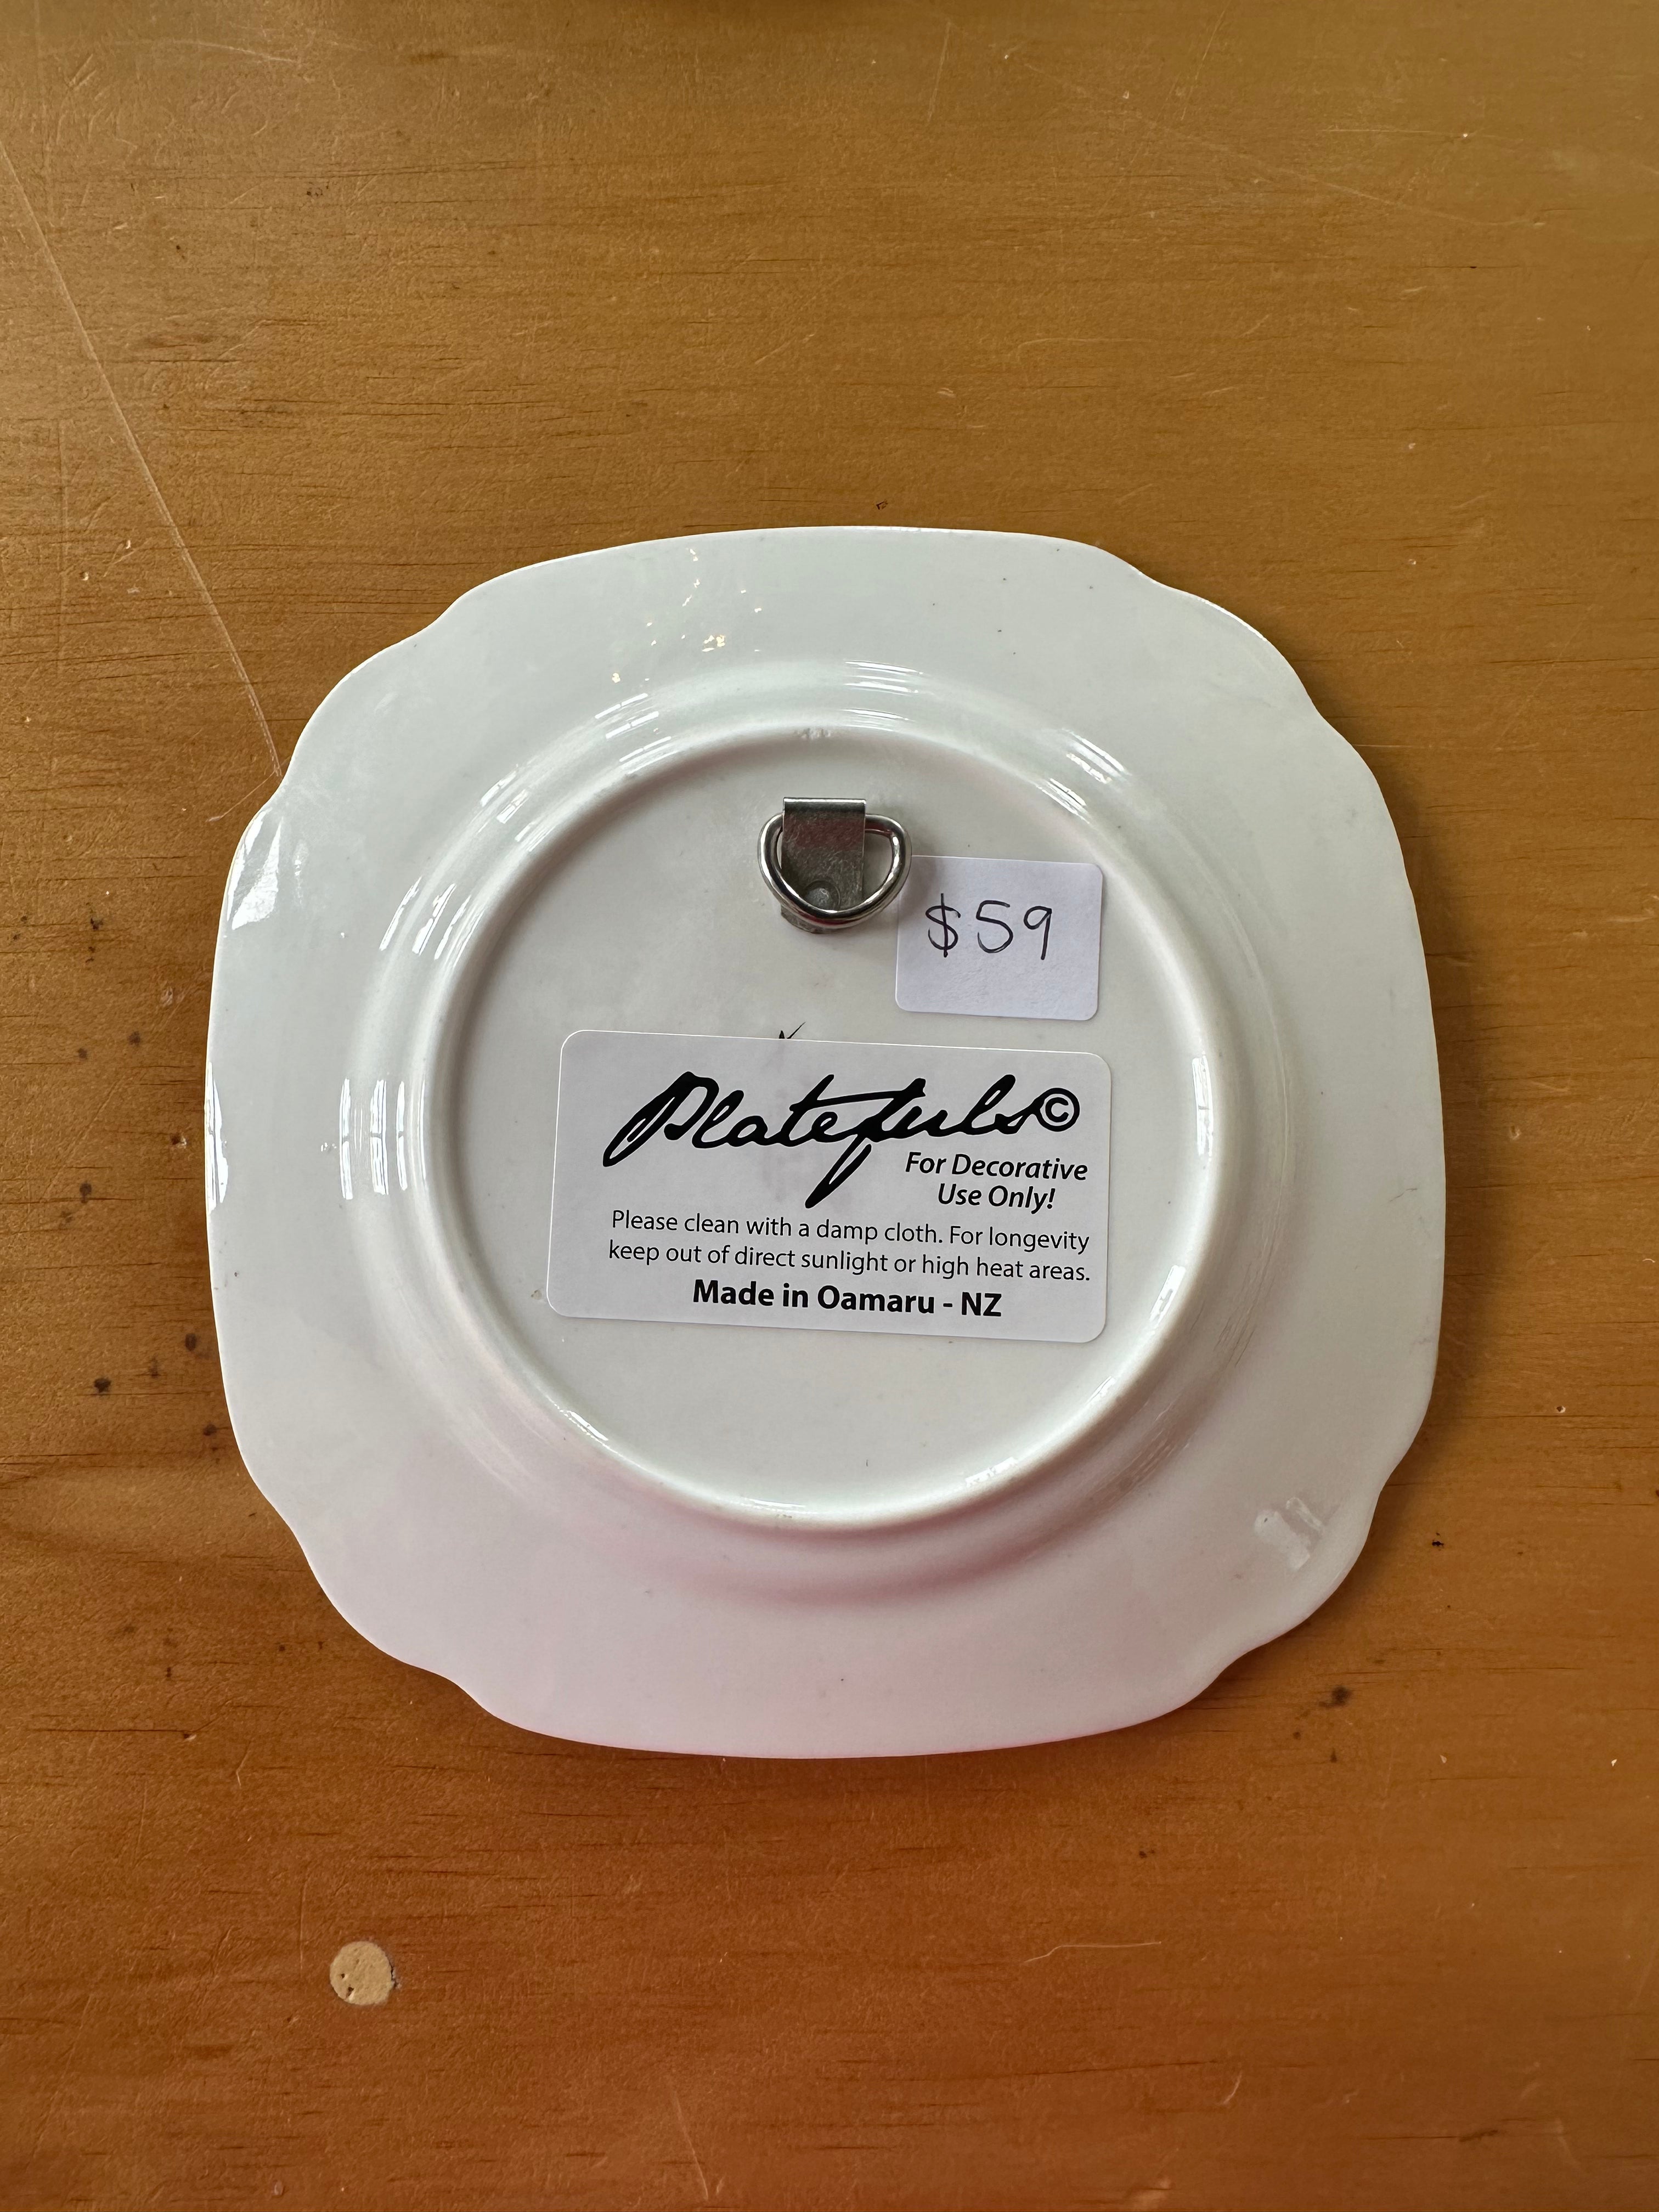 $59
Platefuls©
For Decorative
Use Only!
Please clean with a damp cloth. For longevity
keep out of direct sunlight or high heat areas.
Made in Oamaru - NZ